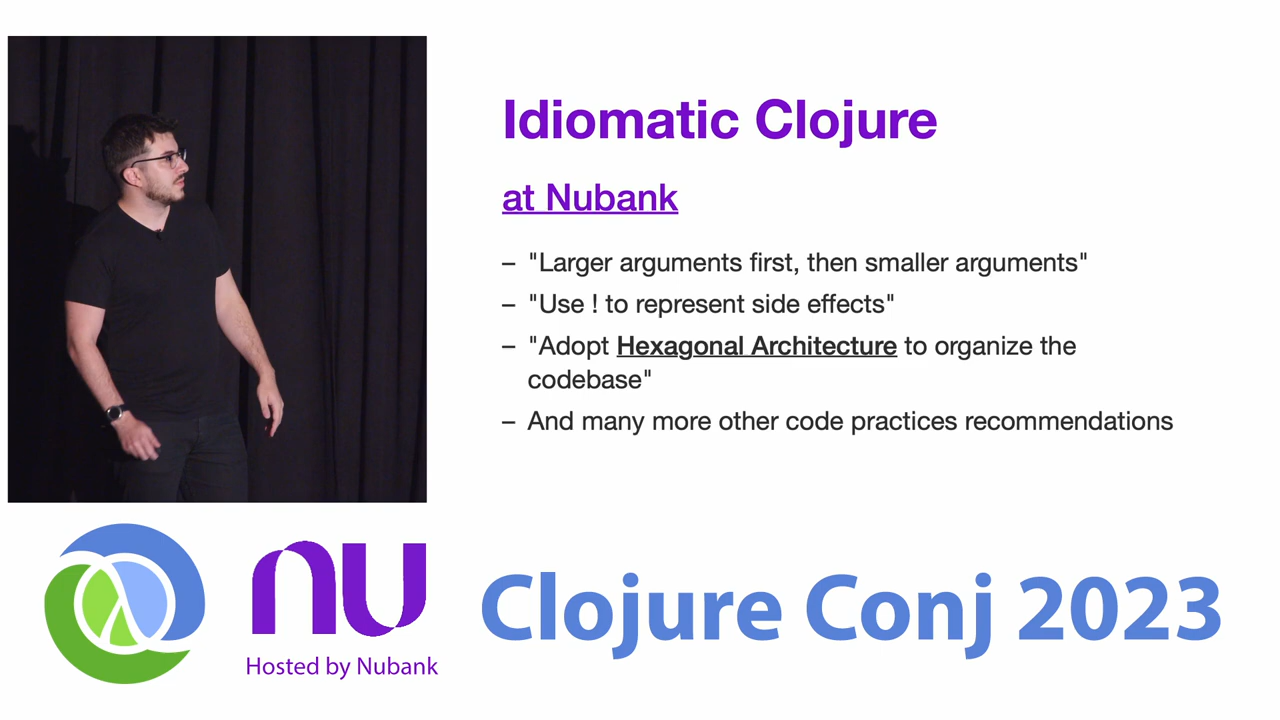 Idiomatic Clojure
at Nubank
– "Larger arguments first, then smaller arguments"
– "Use ! to represent side effects"
– "Adopt Hexagonal Architecture to organize the
codebase"
– And many more other code practices recommendations
nu
Hosted by Nubank
Clojure Conj 2023